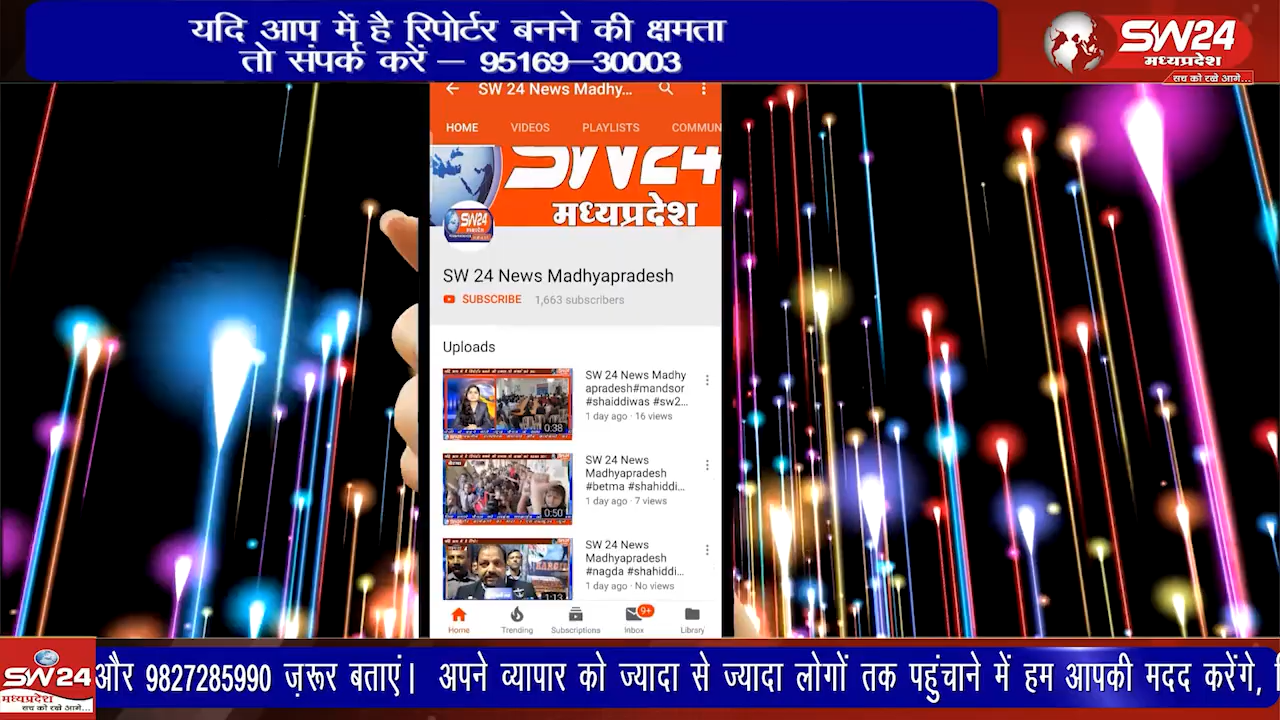 यदि आप में है रिपोर्टर बनने की क्षमता
तो संपर्क करें – 95169–30003
SW24
मध्यप्रदेश
सच को रखे आगे...
SW 24 News Madhy...
HOME VIDEOS PLAYLISTS COMMUN
SW24
मध्यप्रदेश
SW24
SW 24 News Madhyapradesh
SUBSCRIBE 1,663 subscribers
Uploads
SW 24 News Madhy
apradesh#mandsor
#shaiddiwas #sw2...
1 day ago · 16 views
0:38
SW 24 News
Madhyapradesh
#betma #shahiddi...
1 day ago · 7 views
0:50
SW 24 News
Madhyapradesh
#nagda #shahiddi...
1 day ago · No views
1:13
9+
Home Trending Subscriptions Inbox Library
SW24
मध्यप्रदेश
सच को रखे आगे...
और 9827285990 ज़रूर बताएं। अपने व्यापार को ज्यादा से ज्यादा लोगों तक पहुंचाने में हम आपकी मदद करेंगे,